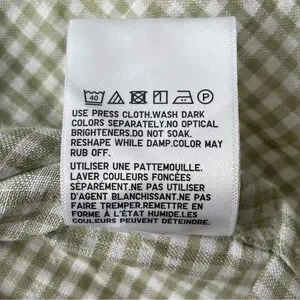 40 P
USE PRESS CLOTH.WASH DARK
COLORS SEPARATELY.NO OPTICAL
BRIGHTENERS.DO NOT SOAK.
RESHAPE WHILE DAMP.COLOR MAY
RUB OFF.
UTILISER UNE PATTEMOUILLE.
LAVER COULEURS FONCÉES
SÉPARÉMENT.NE PAS UTILISER
D'AGENT BLANCHISSANT.NE PAS
FAIRE TREMPER.REMETTRE EN
FORME À L'ÉTAT HUMIDE.LES
COULEURS PEUVENT DÉTEINDRE.